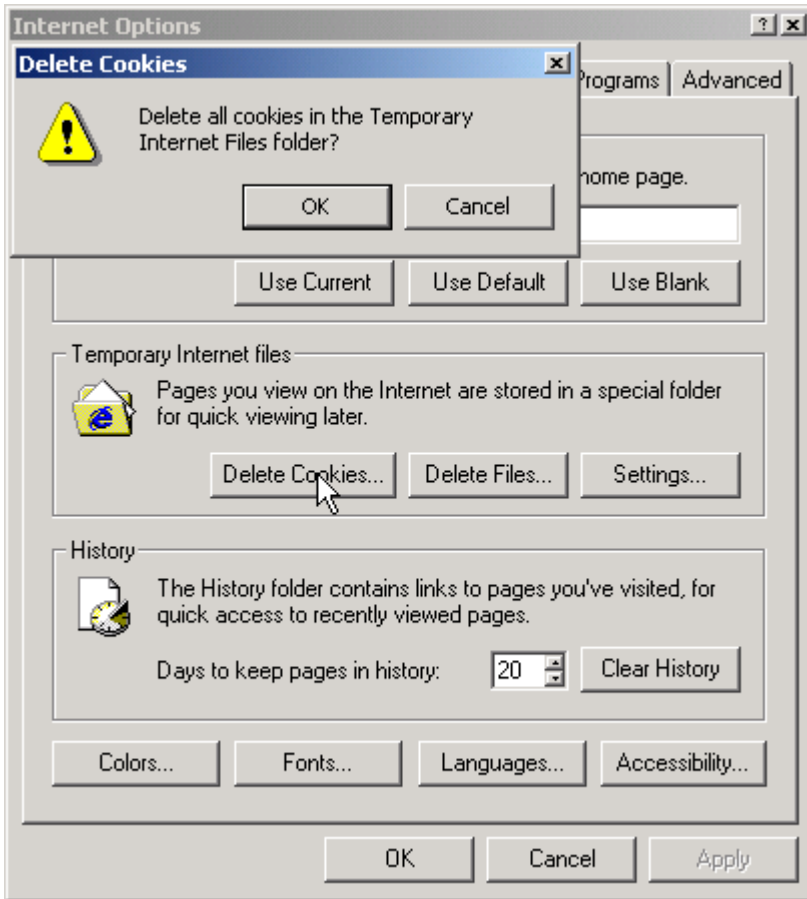 Internet Options
Delete Cookies
Programs Advanced
Delete all cookies in the Temporary
Internet Files folder?
home page.
OK Cancel
Use Current Use Default Use Blank
Temporary Internet files
Pages you view on the Internet are stored in a special folder
for quick viewing later.
Delete Cookies... Delete Files... Settings...
History
The History folder contains links to pages you've visited, for
quick access to recently viewed pages.
Days to keep pages in history: 20 Clear History
Colors... Fonts... Languages... Accessibility...
OK Cancel Apply